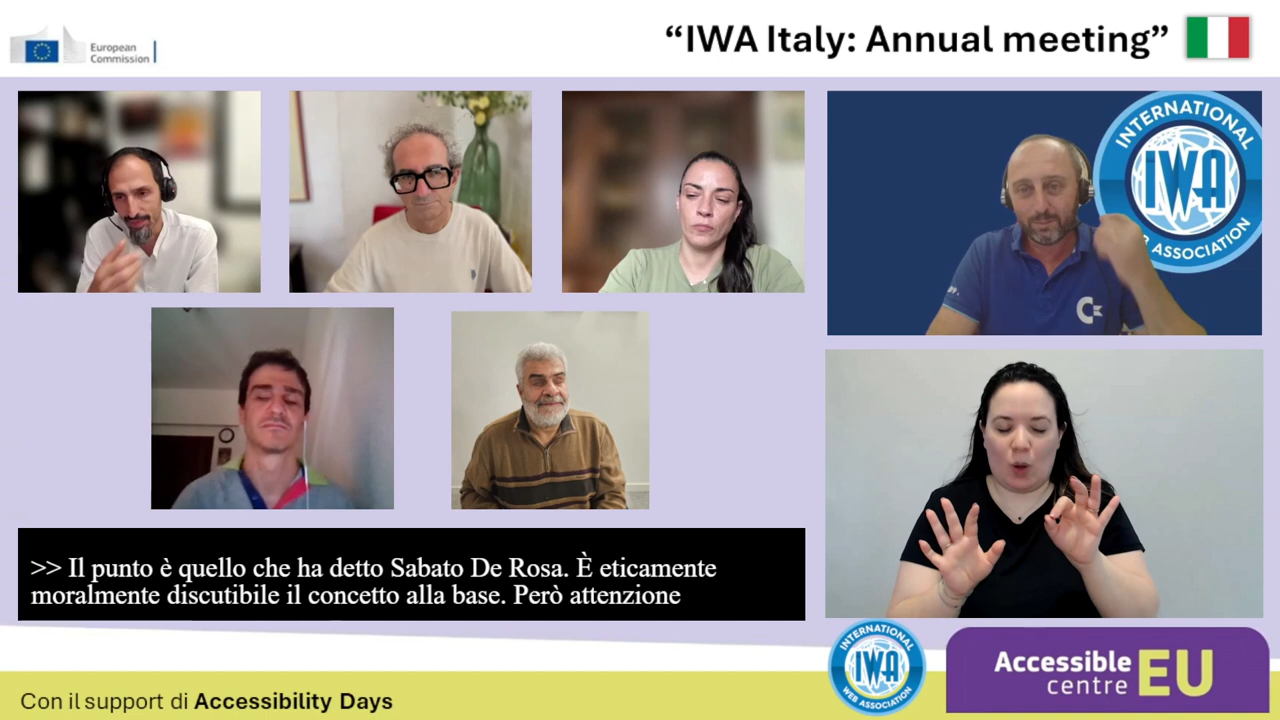 European
Commission
“IWA Italy: Annual meeting”
INTERNATIONAL
IWA
WEB ASSOCIATION
>> Il punto è quello che ha detto Sabato De Rosa. È eticamente
moralmente discutibile il concetto alla base. Però attenzione
INTERNATIONAL
IWA
WEB ASSOCIATION
Accessible
centre
EU
Con il support di Accessibility Days